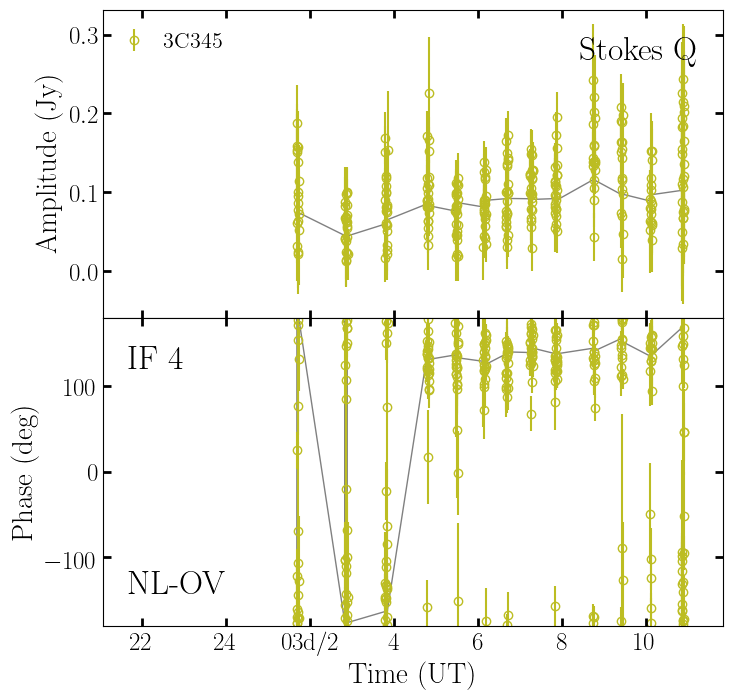 3C345
Stokes Q
0.3
0.2
0.1
0.0
Amplitude (Jy)
IF 4
100
0
−100
Phase (deg)
NL-OV
22 24 03d/2 4 6 8 10
Time (UT)